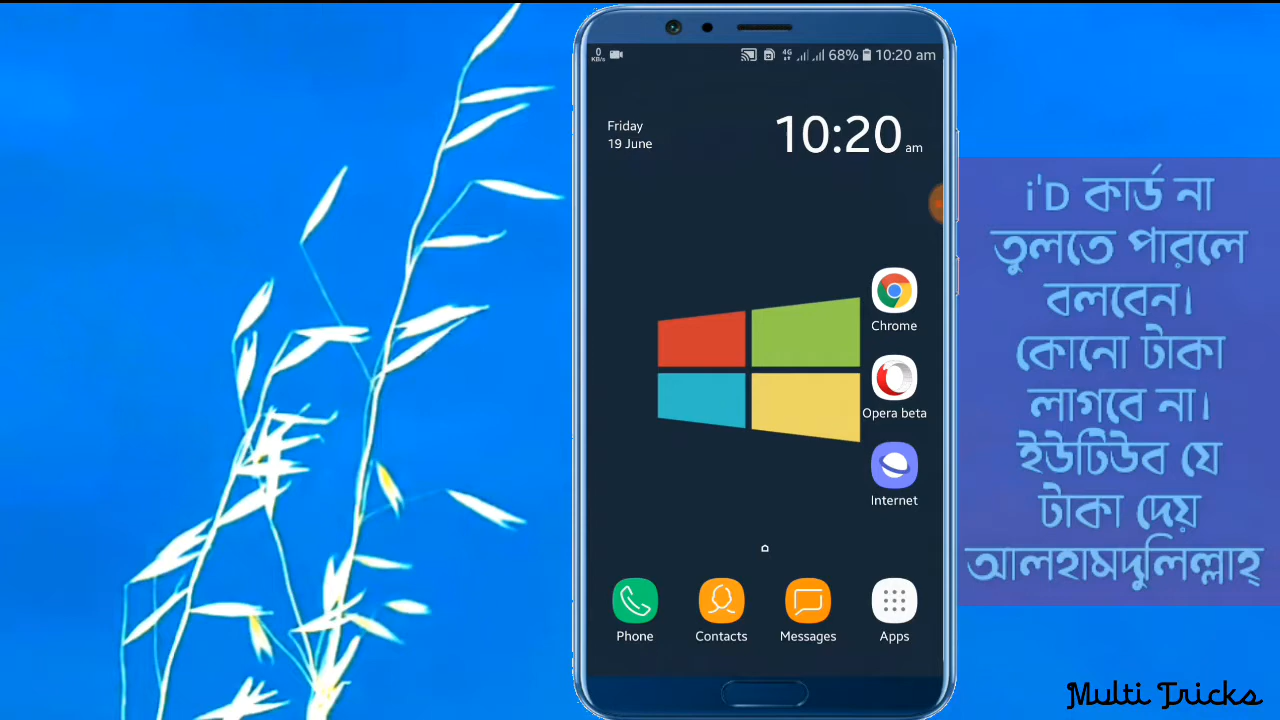 0
KB/s
4G
68%
10:20 am
Friday
19 June
10:20 am
Chrome
Opera beta
Internet
Phone
Contacts
Messages
Apps
i'D কার্ড না
তুলতে পারলে
বলবেন।
কোনো টাকা
লাগবে না।
ইউটিউব যে
টাকা দেয়
আলহামদুলিল্লাহ্
Multi Tricks